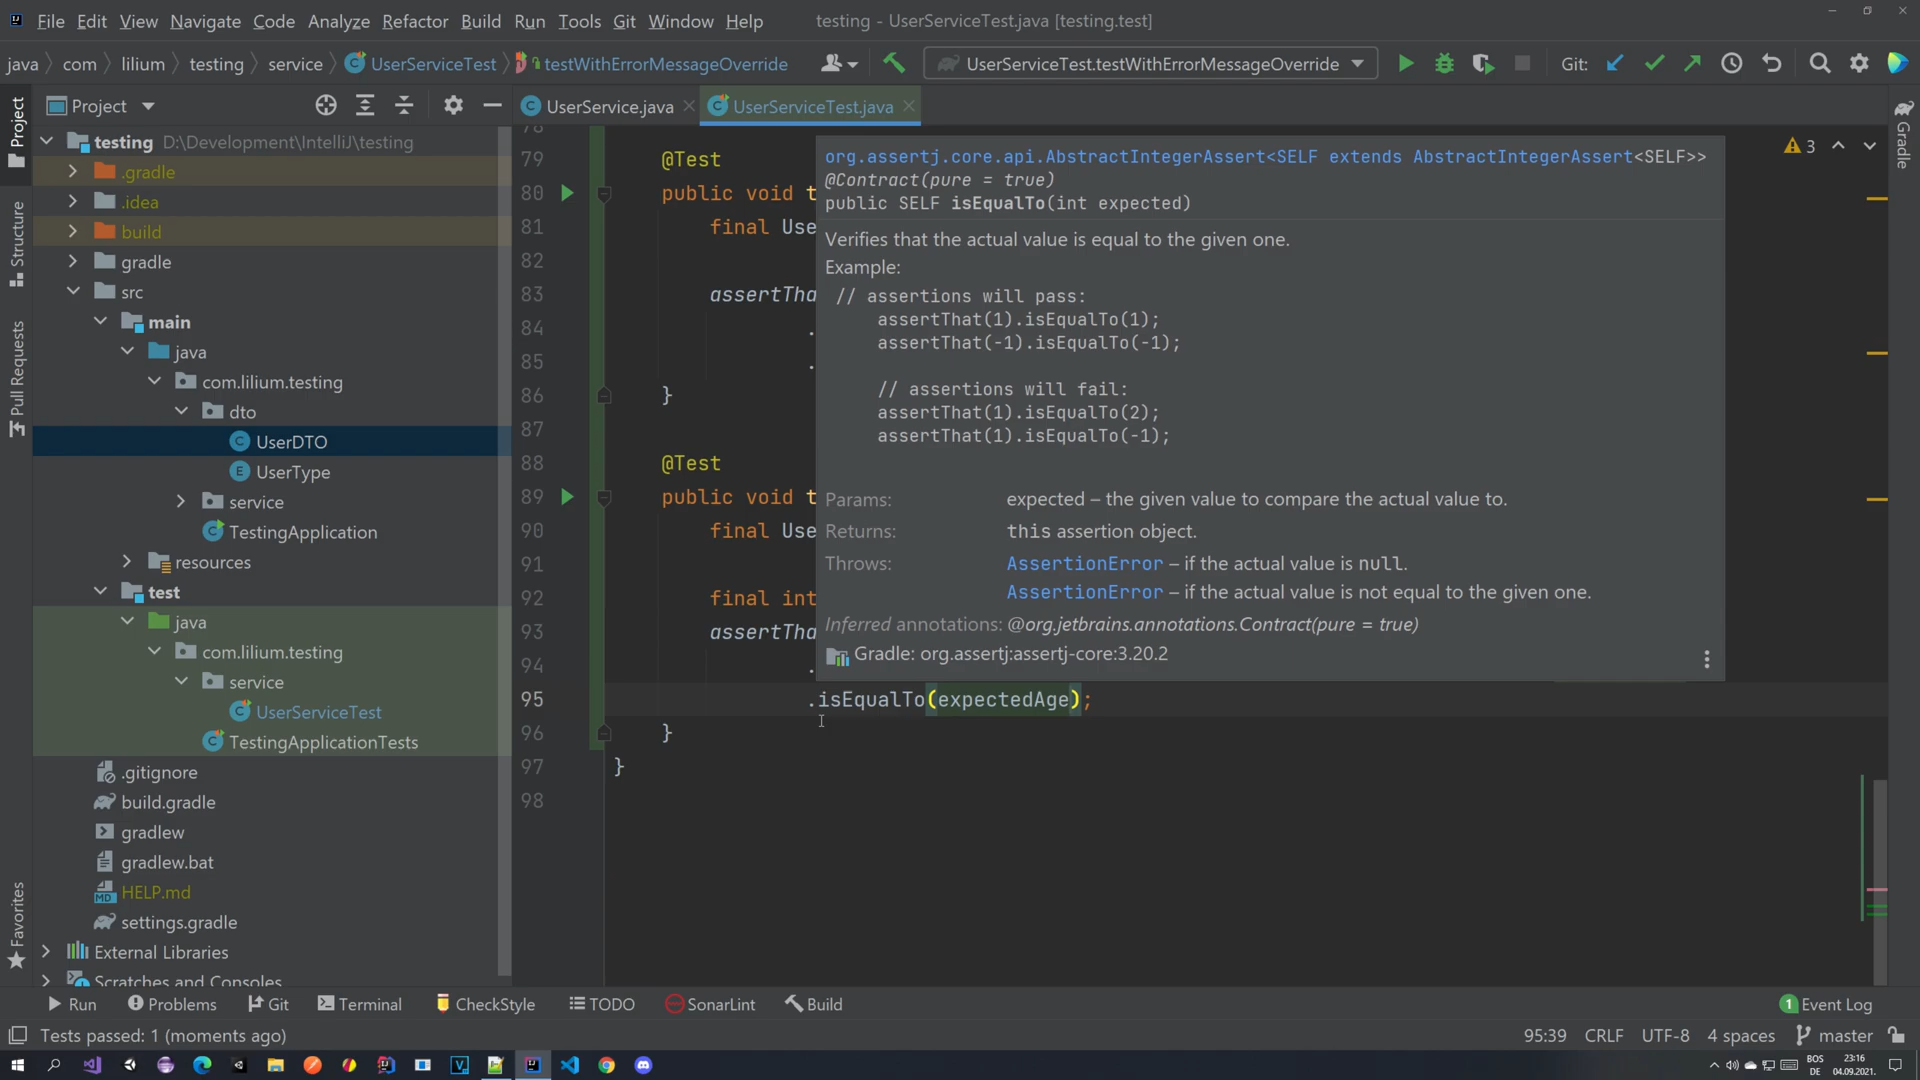 File Edit View Navigate Code Analyze Refactor Build Run Tools Git Window Help testing - UserServiceTest.java [testing.test]
java com lilium testing service UserServiceTest testWithErrorMessageOverride UserServiceTest.testWithErrorMessageOverride Git:
Project UserService.java UserServiceTest.java
Project
Structure
Pull Requests
Favorites
testing D:\Development\IntelliJ\testing
.gradle
.idea
build
gradle
src
main
java
com.lilium.testing
dto
UserDTO
UserType
service
TestingApplication
resources
test
java
com.lilium.testing
service
UserServiceTest
TestingApplicationTests
.gitignore
build.gradle
gradlew
gradlew.bat
HELP.md
settings.gradle
External Libraries
Scratches and Consoles
78
79 @Test
80 public void t
81 final Use
82
83 assertTha
84 .
85 .
86 }
87
88 @Test
89 public void t
90 final Use
91
92 final int
93 assertTha
94 .
95 .isEqualTo(expectedAge);
96 }
97 }
98
org.assertj.core.api.AbstractIntegerAssert<SELF extends AbstractIntegerAssert<SELF>>
@Contract(pure = true)
public SELF isEqualTo(int expected)
Verifies that the actual value is equal to the given one.
Example:
// assertions will pass:
assertThat(1).isEqualTo(1);
assertThat(-1).isEqualTo(-1);
// assertions will fail:
assertThat(1).isEqualTo(2);
assertThat(1).isEqualTo(-1);
Params: expected – the given value to compare the actual value to.
Returns: this assertion object.
Throws: AssertionError – if the actual value is null.
AssertionError – if the actual value is not equal to the given one.
Inferred annotations: @org.jetbrains.annotations.Contract(pure = true)
Gradle: org.assertj:assertj-core:3.20.2
3
Gradle
Run Problems Git Terminal CheckStyle TODO SonarLint Build 1 Event Log
Tests passed: 1 (moments ago) 95:39 CRLF UTF-8 4 spaces master
BOS 23:16
DE 04.09.2021.